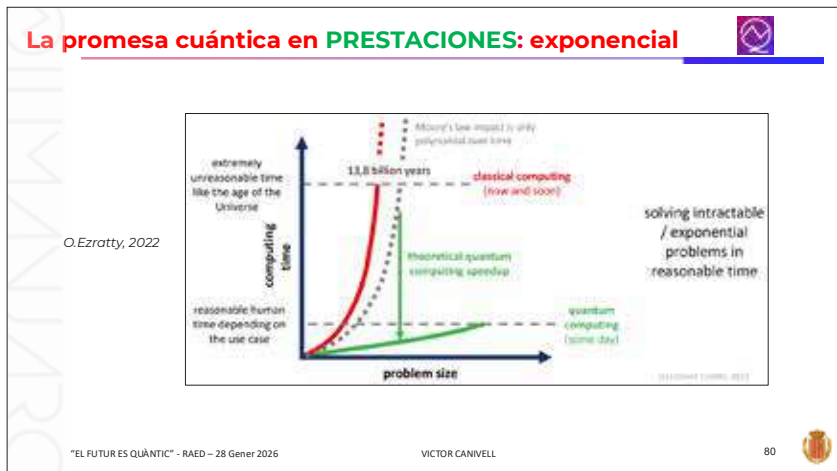 La promesa cuántica en PRESTACIONES: exponencial
Moore's law impact is only
polynomial over time
13,8 billion years
extremely
unreasonable time
like the age of the
Universe
classical computing
(now and soon)
solving intractable
/ exponential
problems in
reasonable time
O.Ezratty, 2022
computing
time
theoretical quantum
computing speedup
reasonable human
time depending on
the use case
quantum
computing
(some day)
problem size
"EL FUTUR ES QUÀNTIC" - RAED – 28 Gener 2026
VICTOR CANIVELL
80